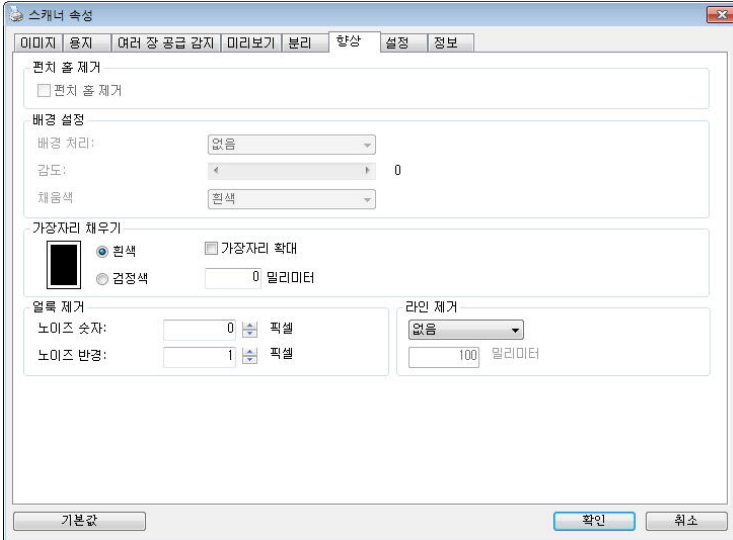 스캐너 속성
이미지 용지 여러 장 공급 감지 미리보기 분리 향상 설정 정보
펀치 홀 제거
펀치 홀 제거
배경 설정
배경 처리: 없음
감도: 0
채움색 흰색
가장자리 채우기
흰색 가장자리 확대
검정색 0 밀리미터
얼룩 제거 라인 제거
노이즈 숫자: 0 픽셀 없음
노이즈 반경: 1 픽셀 100 밀리미터
기본값 확인 취소